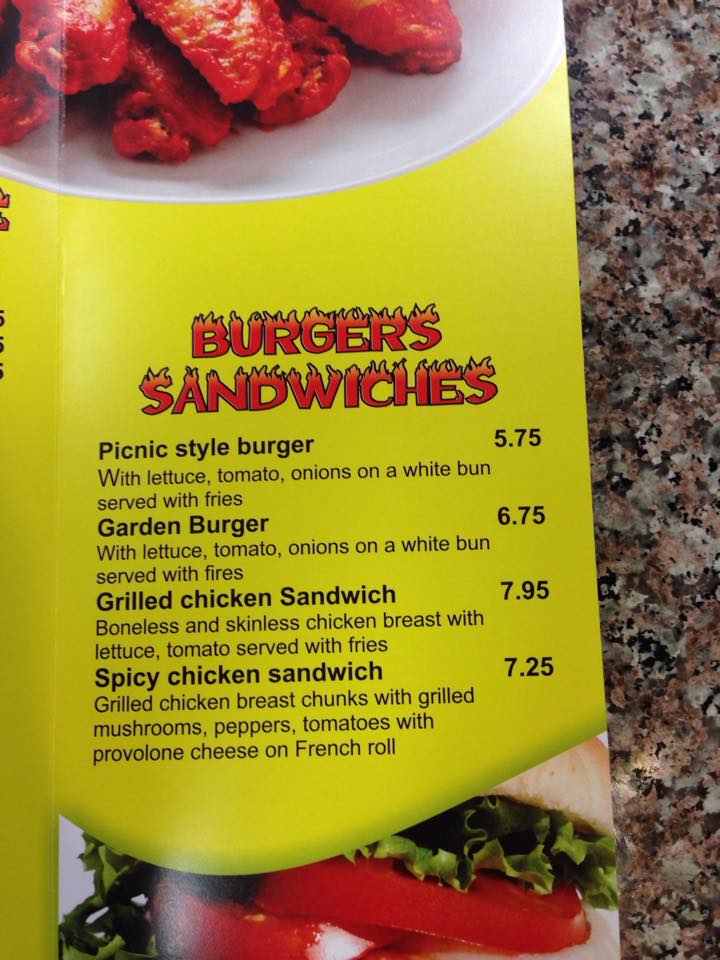 BURGERS
SANDWICHES
Picnic style burger 5.75
With lettuce, tomato, onions on a white bun
served with fries
Garden Burger 6.75
With lettuce, tomato, onions on a white bun
served with fires
Grilled chicken Sandwich 7.95
Boneless and skinless chicken breast with
lettuce, tomato served with fries
Spicy chicken sandwich 7.25
Grilled chicken breast chunks with grilled
mushrooms, peppers, tomatoes with
provolone cheese on French roll